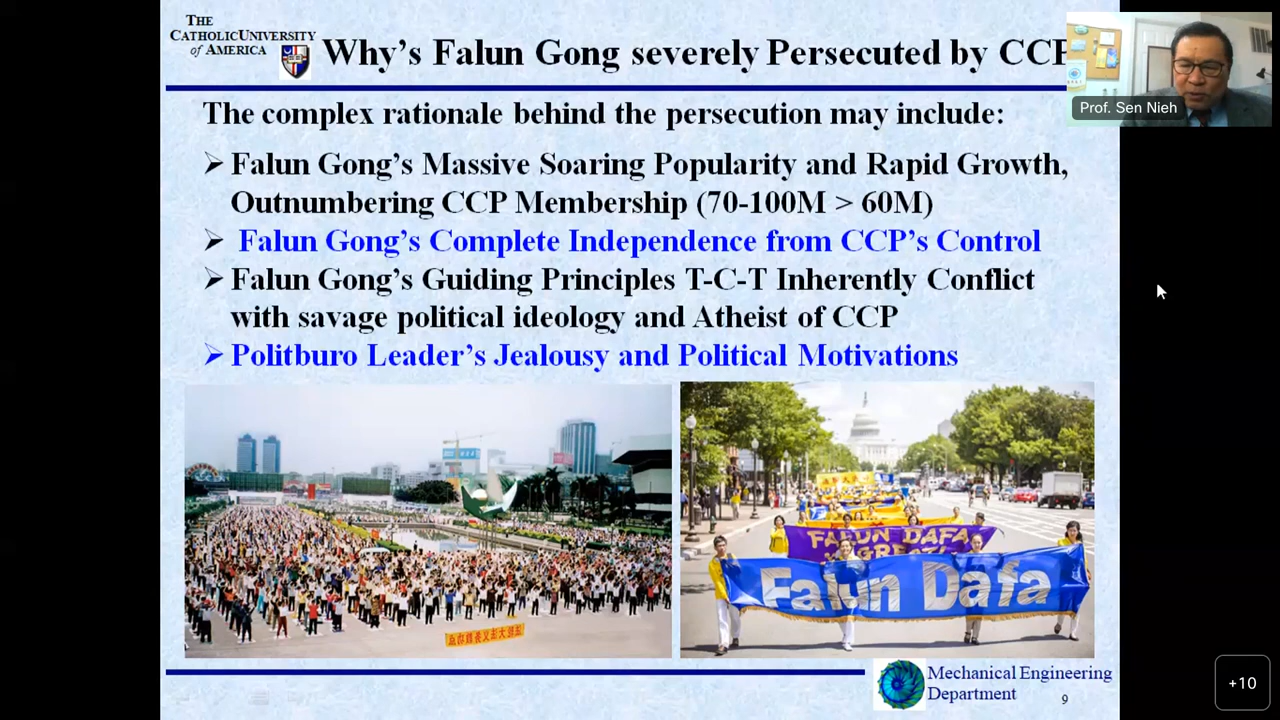 THE
CATHOLIC UNIVERSITY
of AMERICA
Why's Falun Gong severely Persecuted by CCP
Prof. Sen Nieh
The complex rationale behind the persecution may include:
➢ Falun Gong's Massive Soaring Popularity and Rapid Growth,
Outnumbering CCP Membership (70-100M > 60M)
➢ Falun Gong's Complete Independence from CCP's Control
➢ Falun Gong's Guiding Principles T-C-T Inherently Conflict
with savage political ideology and Atheist of CCP
➢ Politburo Leader's Jealousy and Political Motivations
FALUN DAFA
Falun Dafa
Mechanical Engineering
Department
9
+10